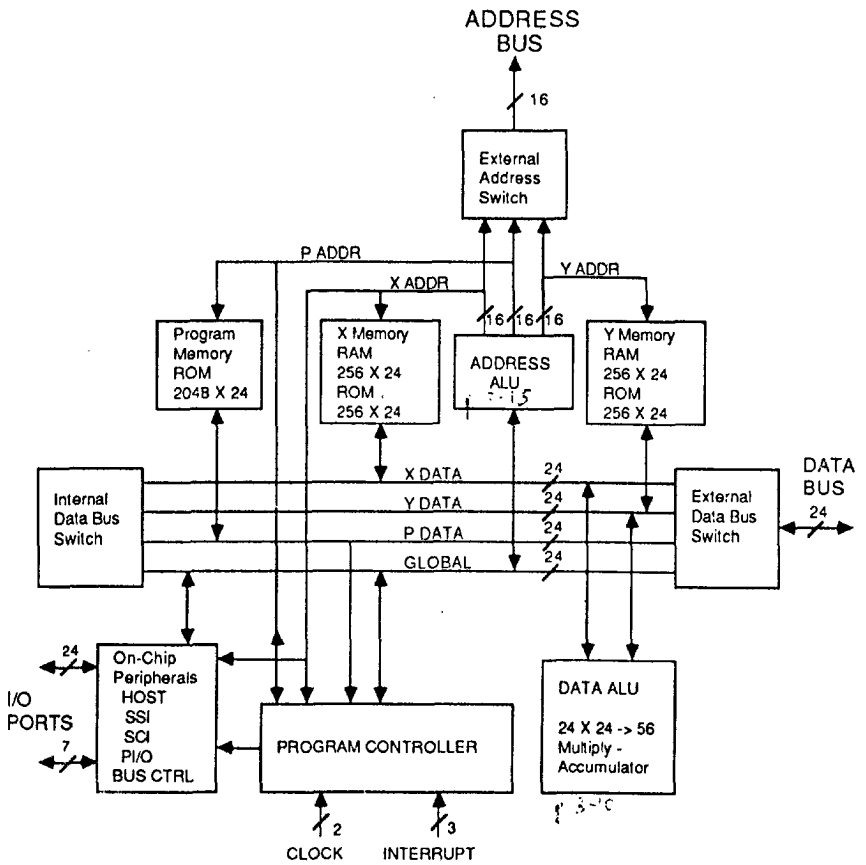 ADDRESS
BUS
16
External
Address
Switch
P ADDR
Y ADDR
X ADDR
16
16
16
Program
Memory
ROM
2048 X 24
X Memory
RAM
256 X 24
ROM
256 X 24
ADDRESS
ALU
Y Memory
RAM
256 X 24
ROM
256 X 24
Internal
Data Bus
Switch
X DATA
24
Y DATA
24
P DATA
24
GLOBAL
24
External
Data Bus
Switch
DATA
BUS
24
I/O
PORTS
24
7
On-Chip
Peripherals
HOST
SSI
SCI
PI/O
BUS CTRL
PROGRAM CONTROLLER
DATA ALU
24 X 24 -> 56
Multiply -
Accumulator
2
3
CLOCK
INTERRUPT